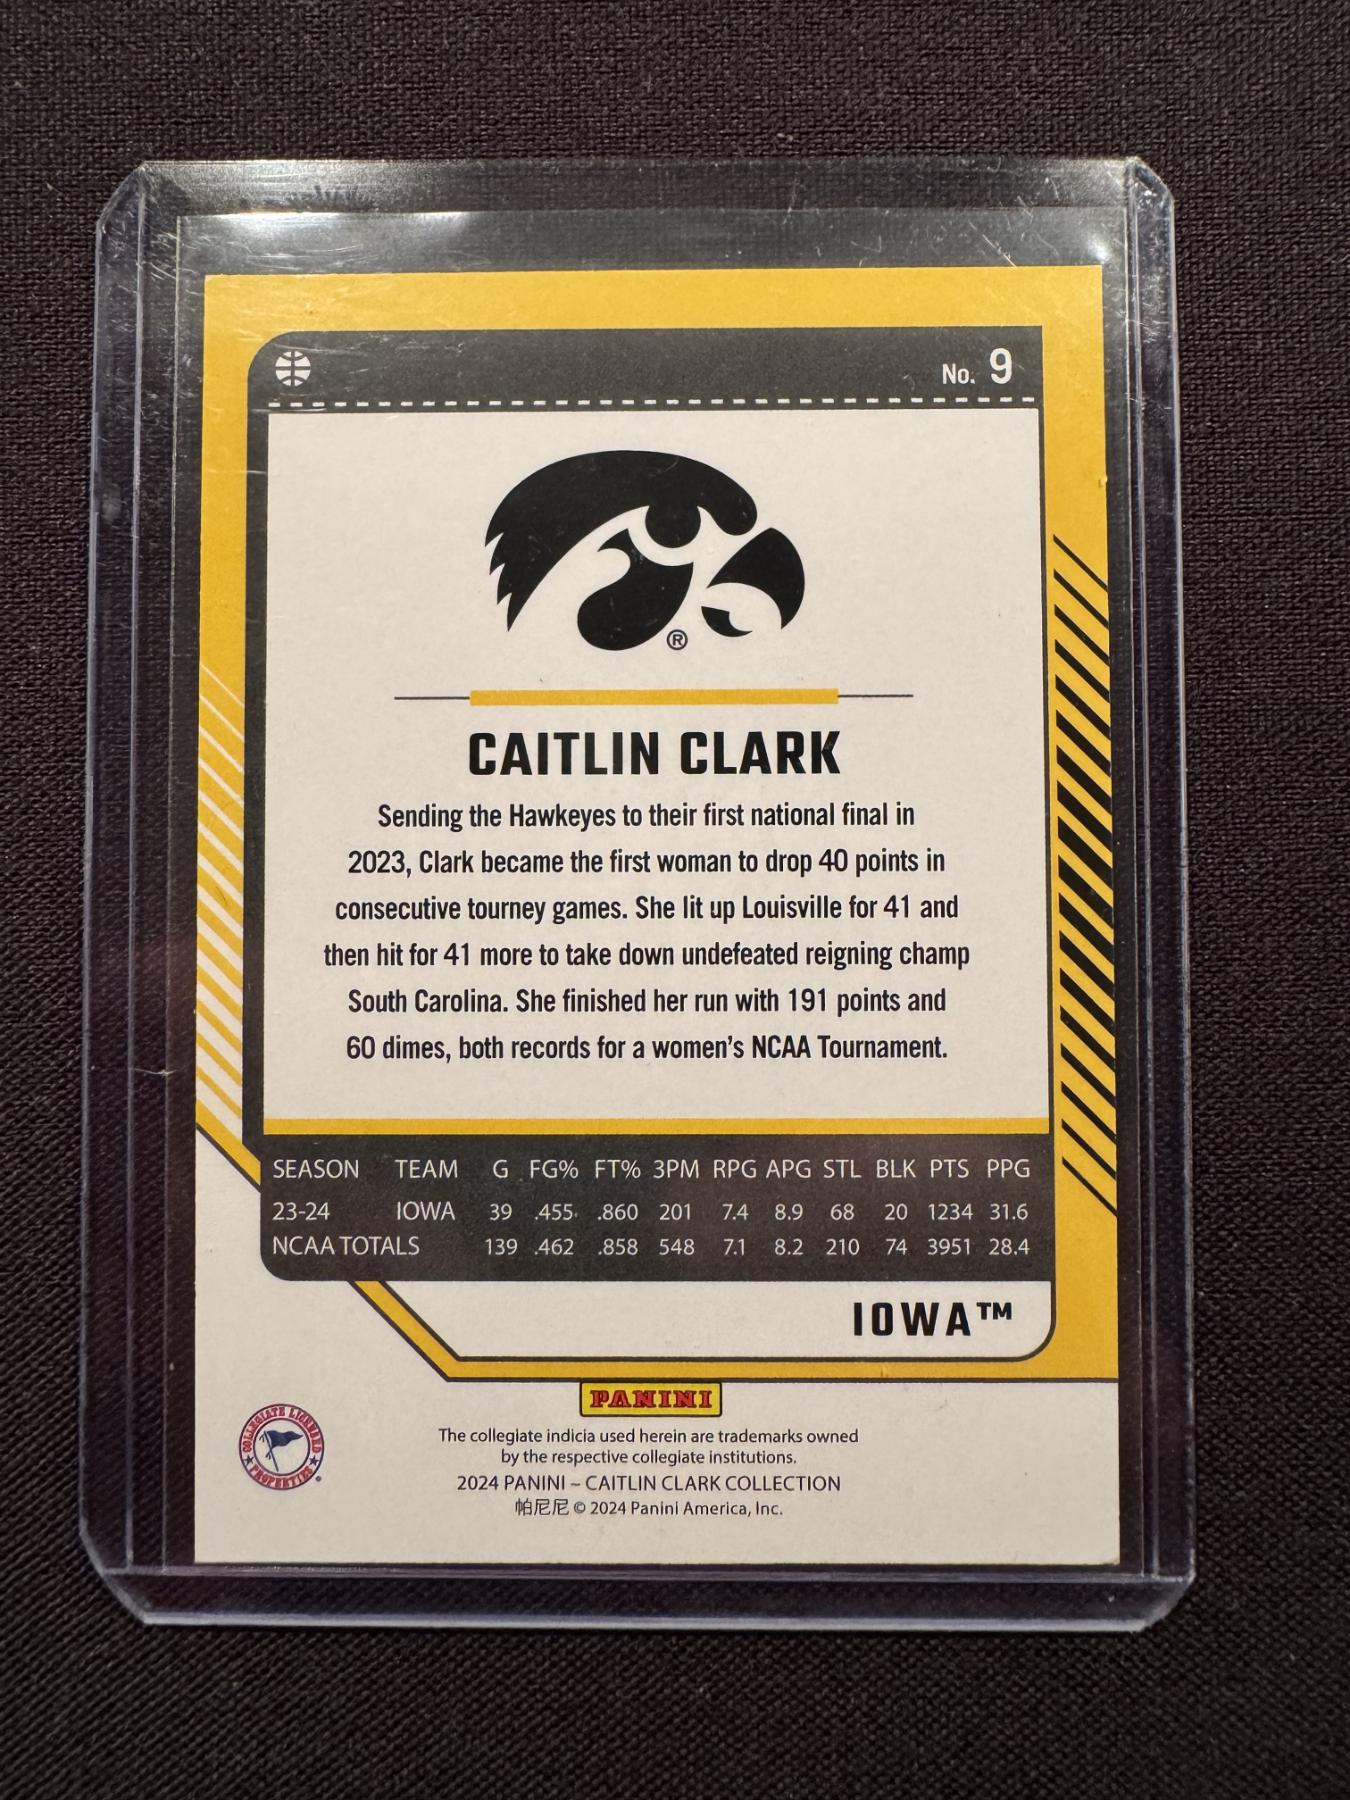 No. 9
®
CAITLIN CLARK
Sending the Hawkeyes to their first national final in
2023, Clark became the first woman to drop 40 points in
consecutive tourney games. She lit up Louisville for 41 and
then hit for 41 more to take down undefeated reigning champ
South Carolina. She finished her run with 191 points and
60 dimes, both records for a women's NCAA Tournament.
SEASON TEAM G FG% FT% 3PM RPG APG STL BLK PTS PPG
23-24 IOWA 39 .455 .860 201 7.4 8.9 68 20 1234 31.6
NCAA TOTALS 139 .462 .858 548 7.1 8.2 210 74 3951 28.4
IOWA™
PANINI
COLLEGIATE LICENSED PROPERTIES
The collegiate indicia used herein are trademarks owned
by the respective collegiate institutions.
2024 PANINI – CAITLIN CLARK COLLECTION
帕尼尼 © 2024 Panini America, Inc.